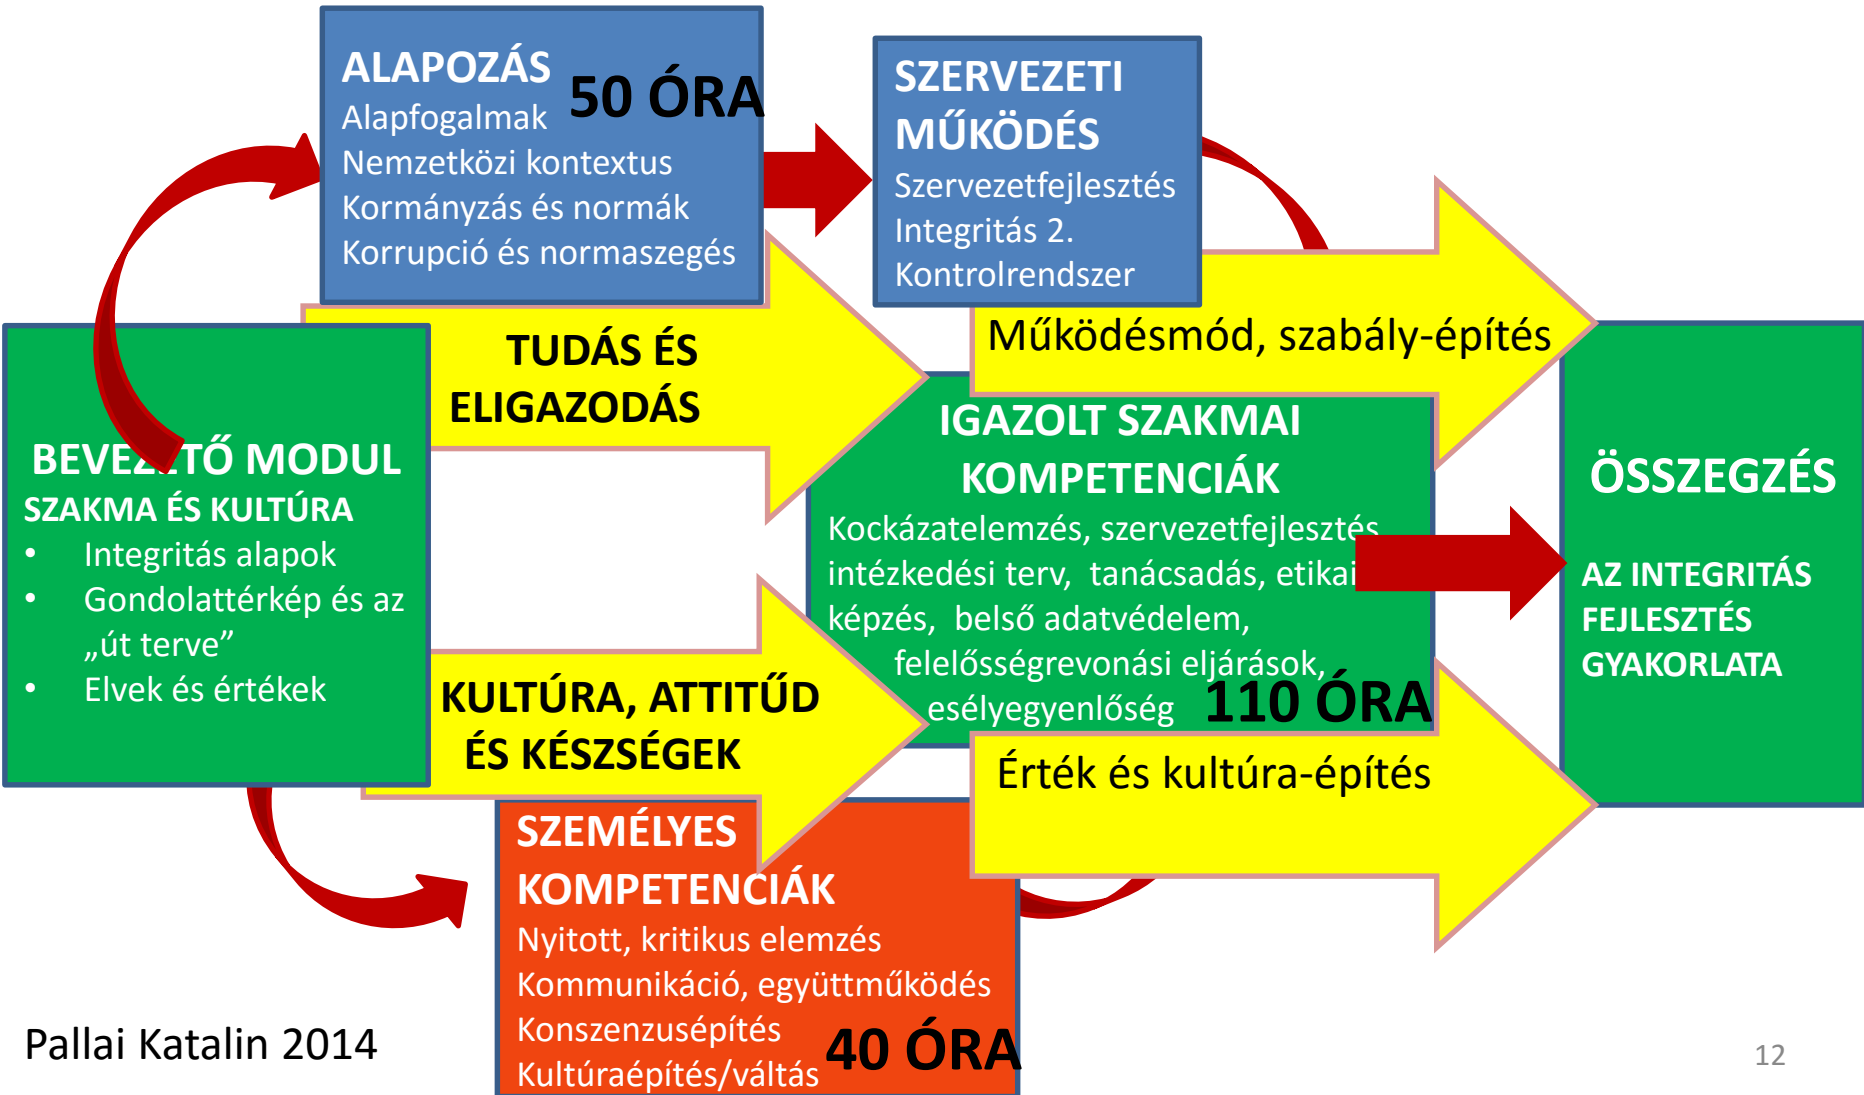 ALAPOZÁS
50 ÓRA
Alapfogalmak
Nemzetközi kontextus
Kormányzás és normák
Korrupció és normaszegés
SZERVEZETI
MŰKÖDÉS
Szervezetfejlesztés
Integritás 2.
Kontrolrendszer
TUDÁS ÉS
ELIGAZODÁS
Működésmód, szabály-építés
BEVEZETŐ MODUL
SZAKMA ÉS KULTÚRA
• Integritás alapok
• Gondolattérkép és az
„út terve”
• Elvek és értékek
IGAZOLT SZAKMAI
KOMPETENCIÁK
Kockázatelemzés, szervezetfejlesztés
intézkedési terv, tanácsadás, etikai
képzés, belső adatvédelem,
felelősségrevonási eljárások,
esélyegyenlőség
110 ÓRA
ÖSSZEGZÉS
AZ INTEGRITÁS
FEJLESZTÉS
GYAKORLATA
KULTÚRA, ATTITŰD
ÉS KÉSZSÉGEK
Érték és kultúra-építés
SZEMÉLYES
KOMPETENCIÁK
Nyitott, kritikus elemzés
Kommunikáció, együttműködés
Konszenzusépítés
Kultúraépítés/váltás
40 ÓRA
Pallai Katalin 2014
12